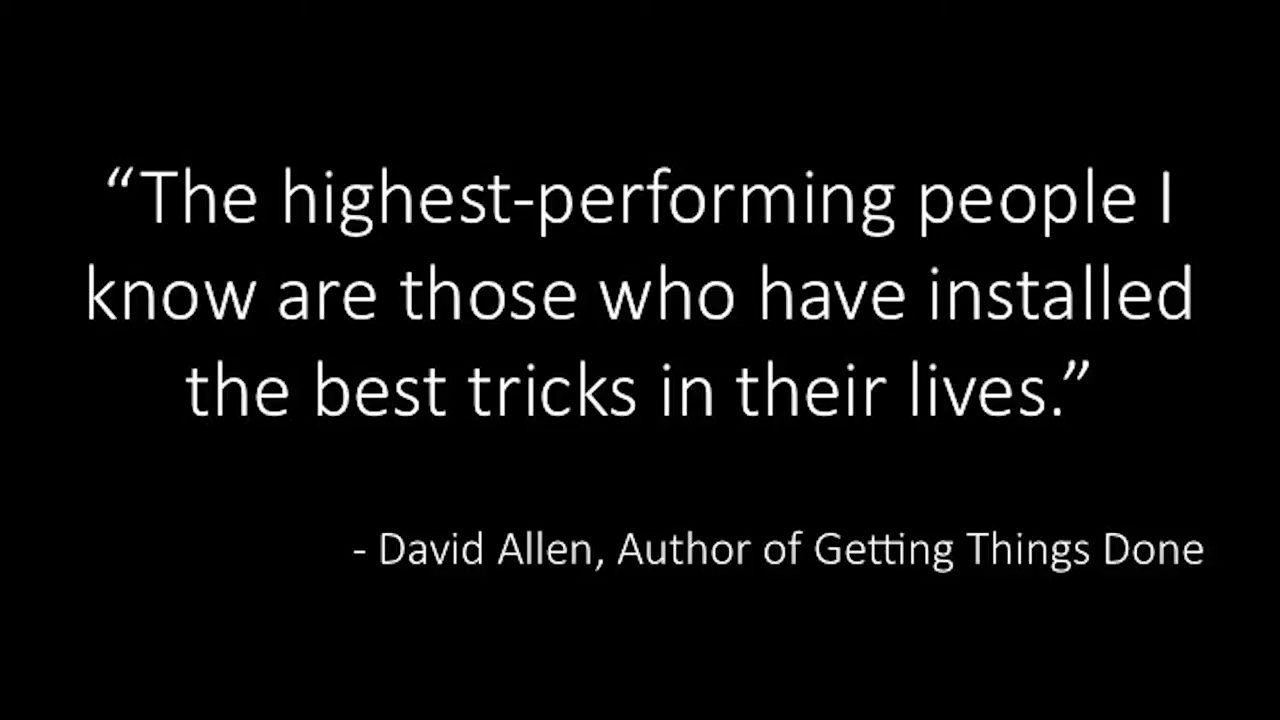 “The highest-performing people I
know are those who have installed
the best tricks in their lives.”
- David Allen, Author of Getting Things Done